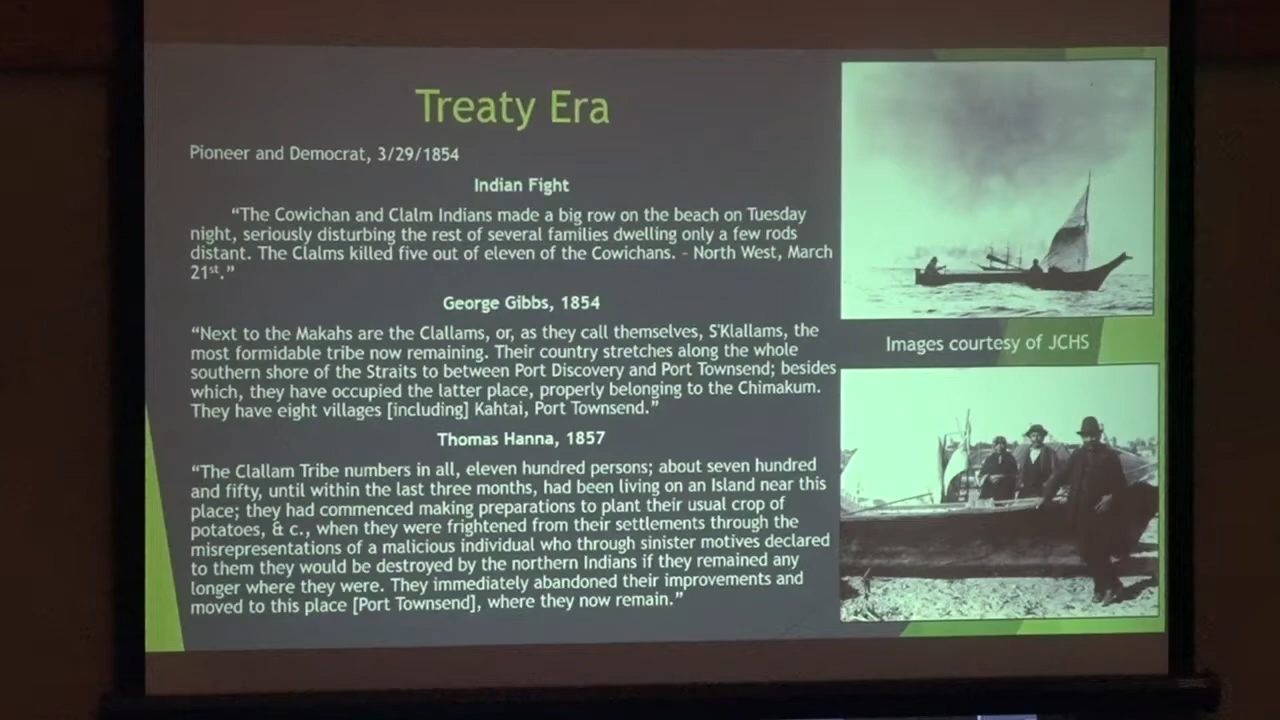 Treaty Era
Pioneer and Democrat, 3/29/1854
Indian Fight
“The Cowichan and Clalm Indians made a big row on the beach on Tuesday
night, seriously disturbing the rest of several families dwelling only a few rods
distant. The Clalms killed five out of eleven of the Cowichans. – North West, March
21st.”
George Gibbs, 1854
“Next to the Makahs are the Clallams, or, as they call themselves, S'Klallams, the
most formidable tribe now remaining. Their country stretches along the whole
southern shore of the Straits to between Port Discovery and Port Townsend; besides
which, they have occupied the latter place, properly belonging to the Chimakum.
They have eight villages [including] Kahtai, Port Townsend.”
Thomas Hanna, 1857
“The Clallam Tribe numbers in all, eleven hundred persons; about seven hundred
and fifty, until within the last three months, had been living on an Island near this
place; they had commenced making preparations to plant their usual crop of
potatoes, & c., when they were frightened from their settlements through the
misrepresentations of a malicious individual who through sinister motives declared
to them they would be destroyed by the northern Indians if they remained any
longer where they were. They immediately abandoned their improvements and
moved to this place [Port Townsend], where they now remain.”
Images courtesy of JCHS